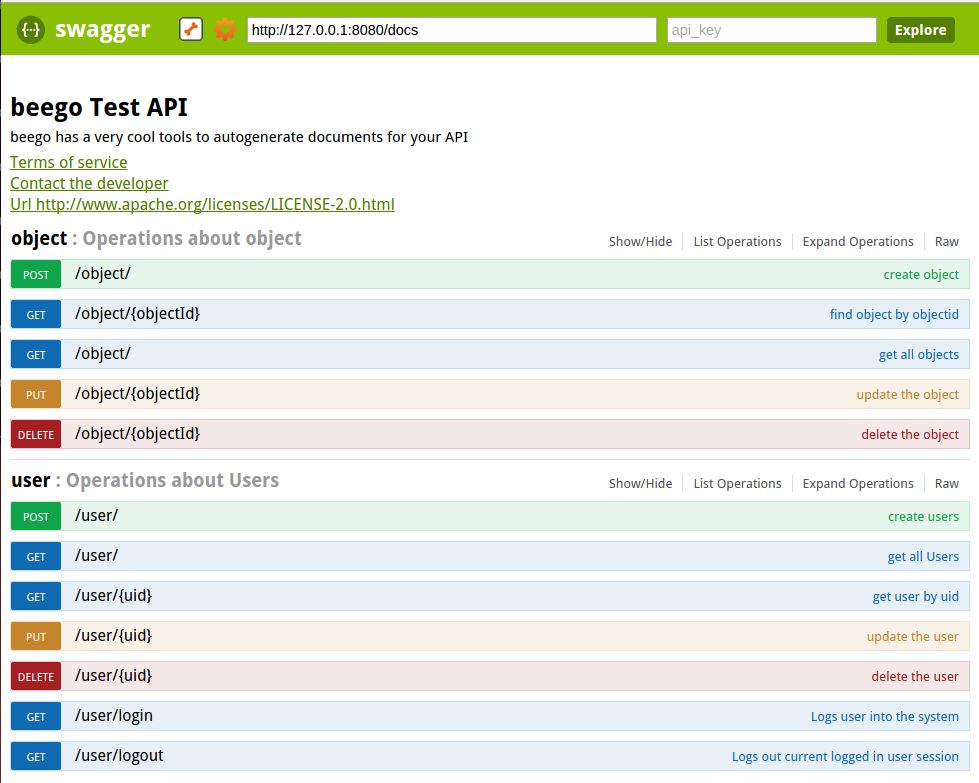 {··} swagger http://127.0.0.1:8080/docs api_key Explore
beego Test API
beego has a very cool tools to autogenerate documents for your API
Terms of service
Contact the developer
Url http://www.apache.org/licenses/LICENSE-2.0.html
object : Operations about object Show/Hide List Operations Expand Operations Raw
POST /object/ create object
GET /object/{objectId} find object by objectid
GET /object/ get all objects
PUT /object/{objectId} update the object
DELETE /object/{objectId} delete the object
user : Operations about Users Show/Hide List Operations Expand Operations Raw
POST /user/ create users
GET /user/ get all Users
GET /user/{uid} get user by uid
PUT /user/{uid} update the user
DELETE /user/{uid} delete the user
GET /user/login Logs user into the system
GET /user/logout Logs out current logged in user session